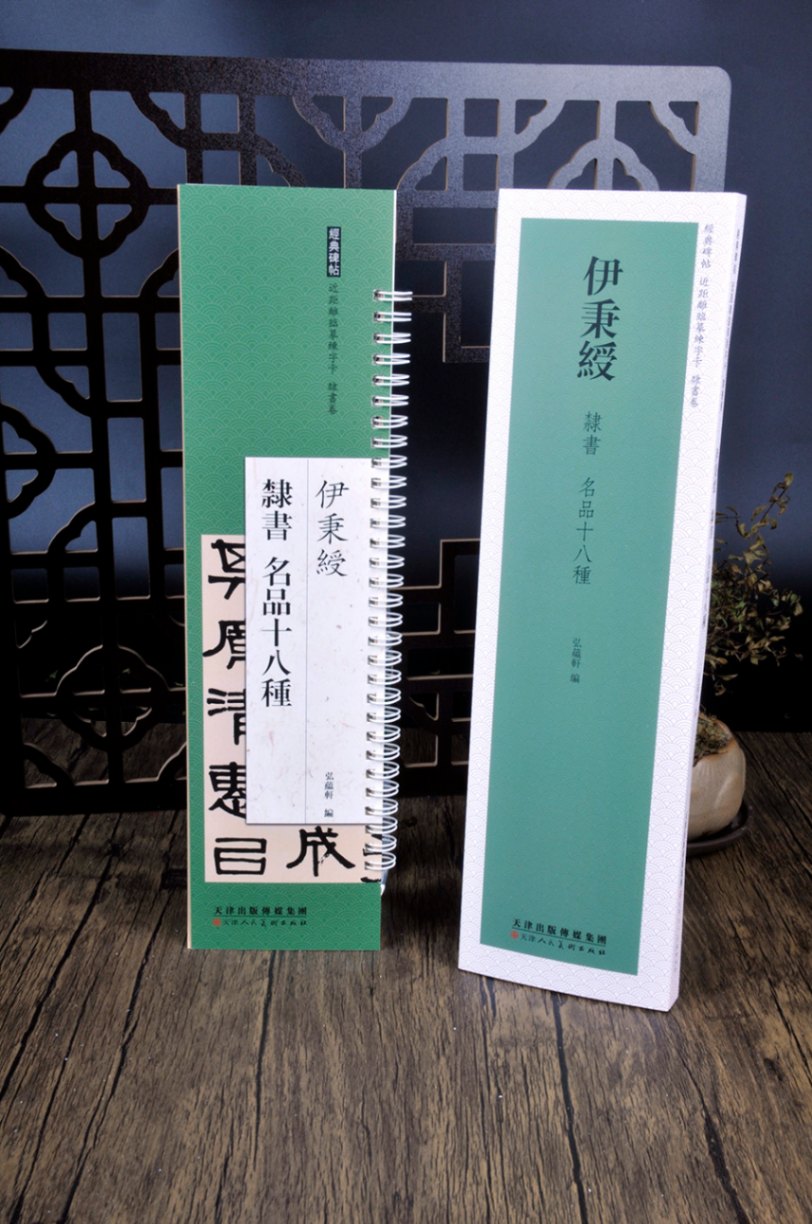 經典碑帖
近距離臨摹練字卡 隸書卷
伊秉綬
隸書 名品十八種
弘蘊軒 編
清
惠
己
成
天津出版傳媒集團
天津人民美術出版社
經典碑帖 近距離臨摹練字卡 隸書卷
伊秉綬
隸書 名品十八種
弘蘊軒 編
天津出版傳媒集團
天津人民美術出版社